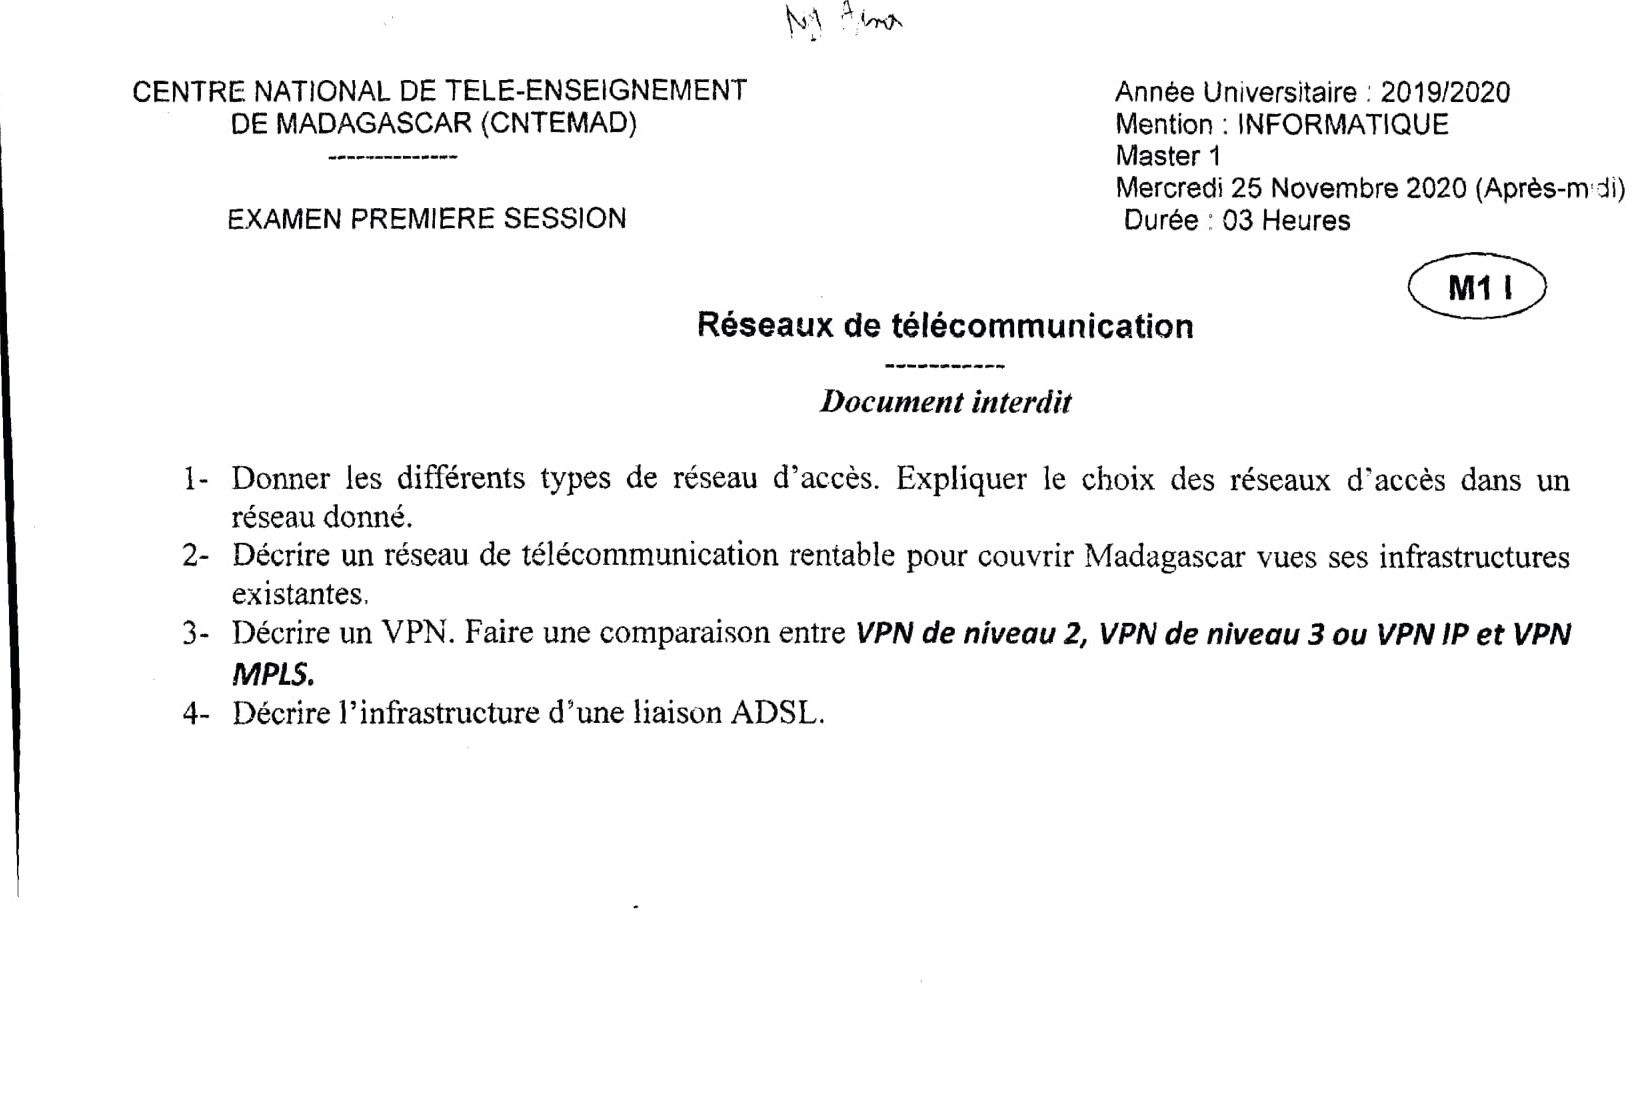 CENTRE NATIONAL DE TELE-ENSEIGNEMENT
DE MADAGASCAR (CNTEMAD)
--------------
EXAMEN PREMIERE SESSION
Année Universitaire : 2019/2020
Mention : INFORMATIQUE
Master 1
Mercredi 25 Novembre 2020 (Après-midi)
Durée : 03 Heures
M1 I
Réseaux de télécommunication
-----------
Document interdit
1- Donner les différents types de réseau d'accès. Expliquer le choix des réseaux d'accès dans un
réseau donné.
2- Décrire un réseau de télécommunication rentable pour couvrir Madagascar vues ses infrastructures
existantes.
3- Décrire un VPN. Faire une comparaison entre VPN de niveau 2, VPN de niveau 3 ou VPN IP et VPN
MPLS.
4- Décrire l'infrastructure d'une liaison ADSL.